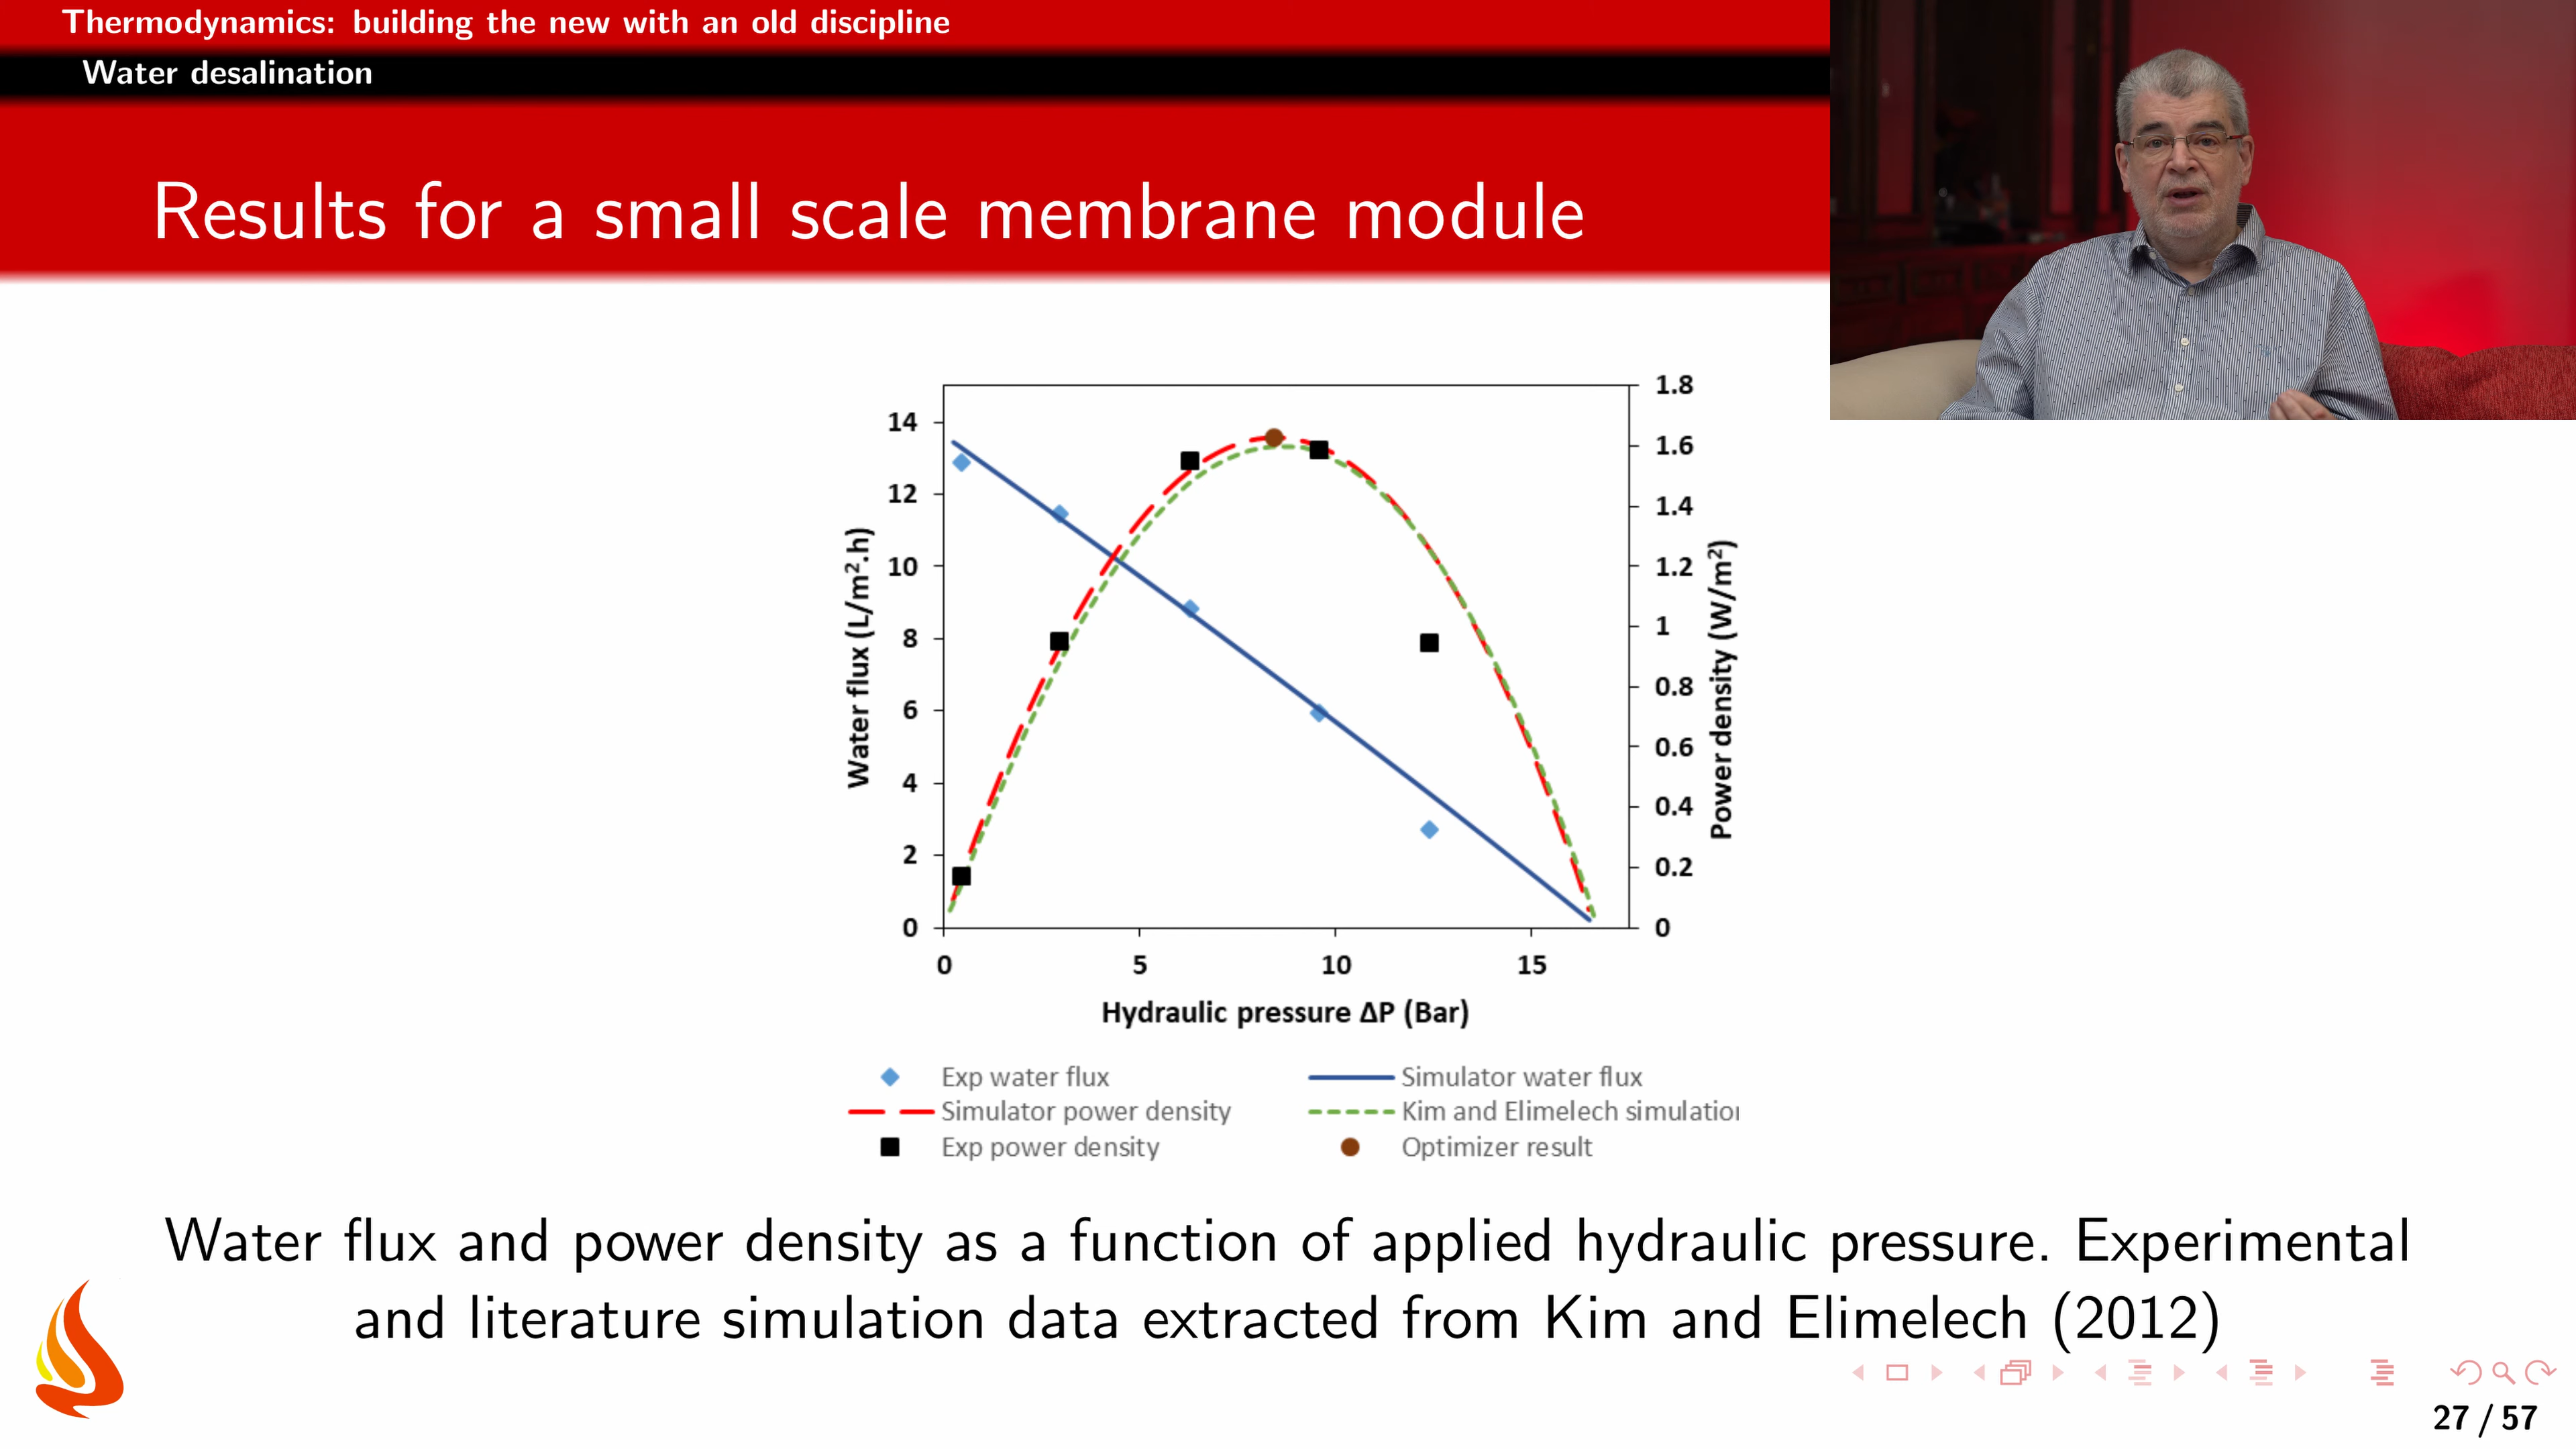 Thermodynamics: building the new with an old discipline
Water desalination
Results for a small scale membrane module
1.8
14
1.6
12
1.4
10
1.2
8
1
6
0.8
0.6
4
0.4
2
0.2
0
0
Water flux (L/m².h)
Power density (W/m²)
0 5 10 15
Hydraulic pressure ΔP (Bar)
Exp water flux
Simulator water flux
Simulator power density
Kim and Elimelech simulation
Exp power density
Optimizer result
Water flux and power density as a function of applied hydraulic pressure. Experimental
and literature simulation data extracted from Kim and Elimelech (2012)
27 / 57